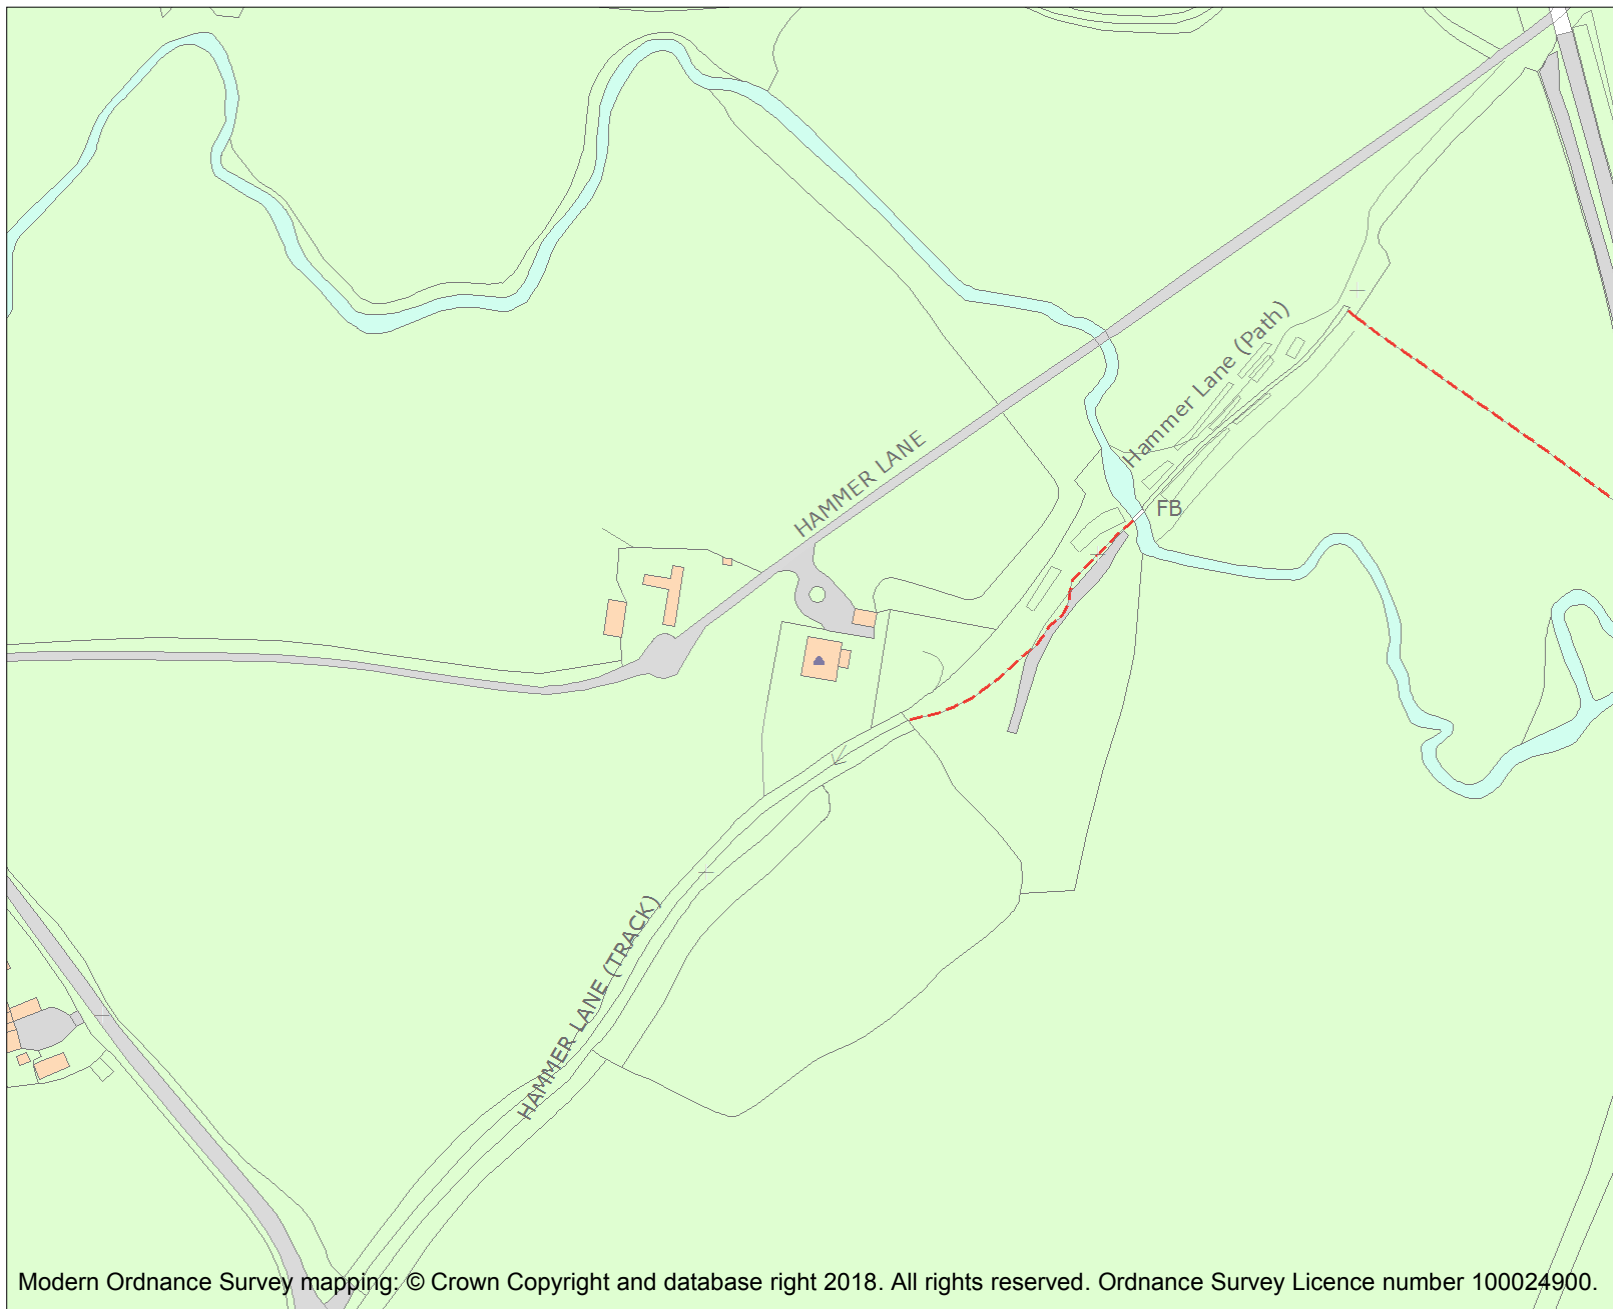 Hammer Lane (Path)
HAMMER LANE
FB
HAMMER LANE (TRACK)
Modern Ordnance Survey mapping: © Crown Copyright and database right 2018. All rights reserved. Ordnance Survey Licence number 100024900.